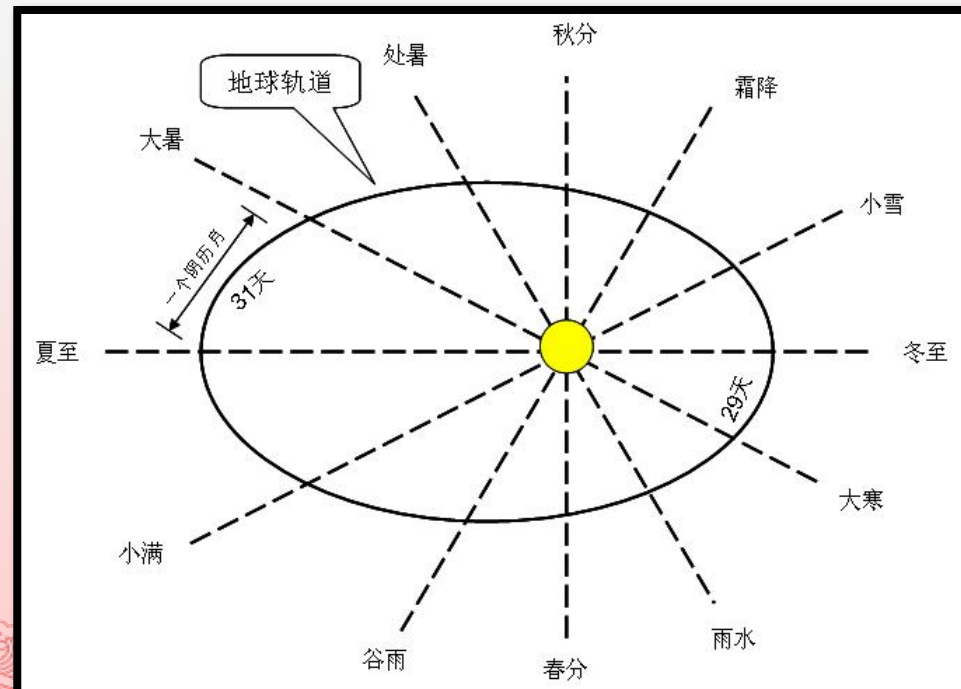 秋分
处暑
霜降
地球轨道
大暑
小雪
一个阴历月
31天
夏至
冬至
29天
大寒
小满
雨水
谷雨
春分